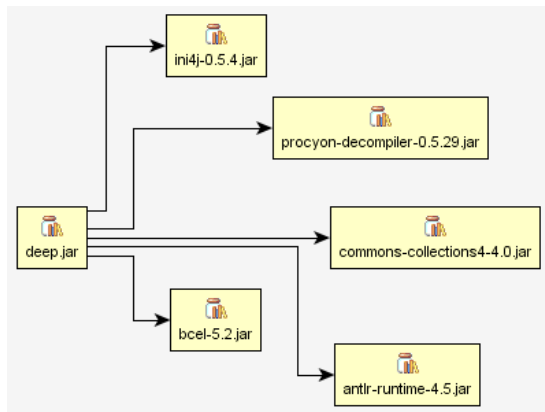 ini4j-0.5.4.jar
procyon-decompiler-0.5.29.jar
deep.jar
commons-collections4-4.0.jar
bcel-5.2.jar
antlr-runtime-4.5.jar